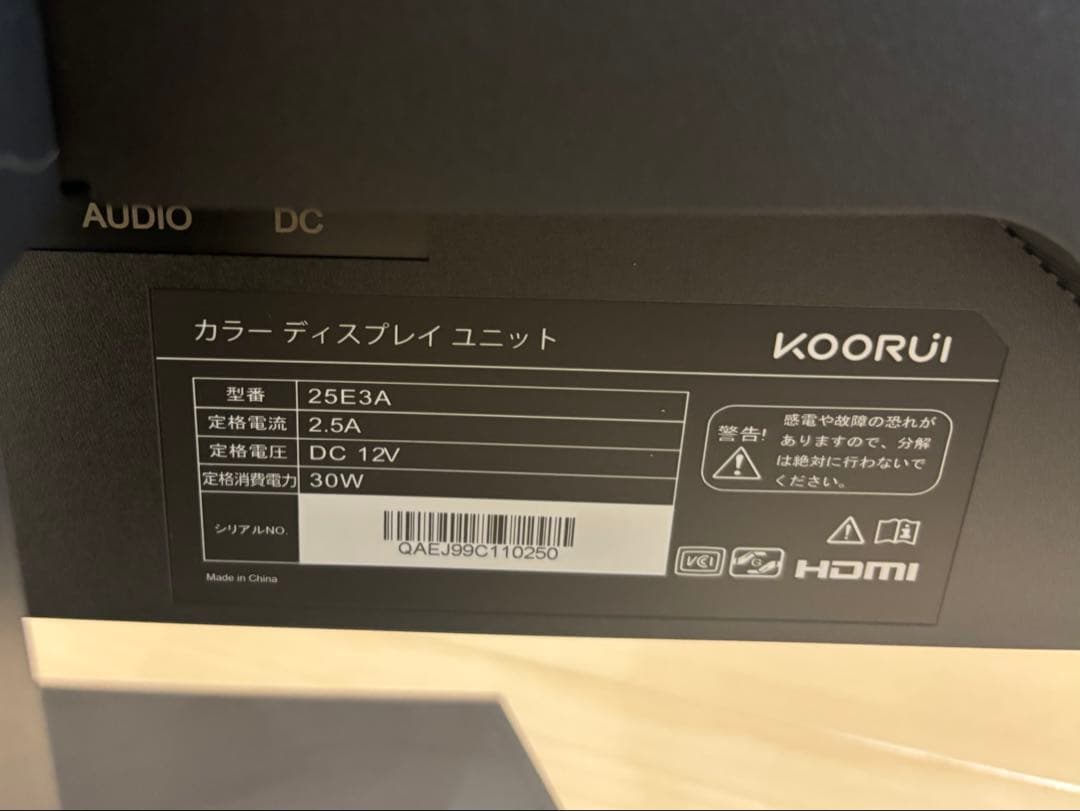 AUDIO DC
カラー ディスプレイ ユニット
KOORUI
型番 25E3A
定格電流 2.5A
定格電圧 DC 12V
定格消費電力 30W
シリアルNO.
QAEJ99C110250
Made in China
警告!
感電や故障の恐れが
ありますので、分解
は絶対に行わないで
ください。
VCI G HDMI